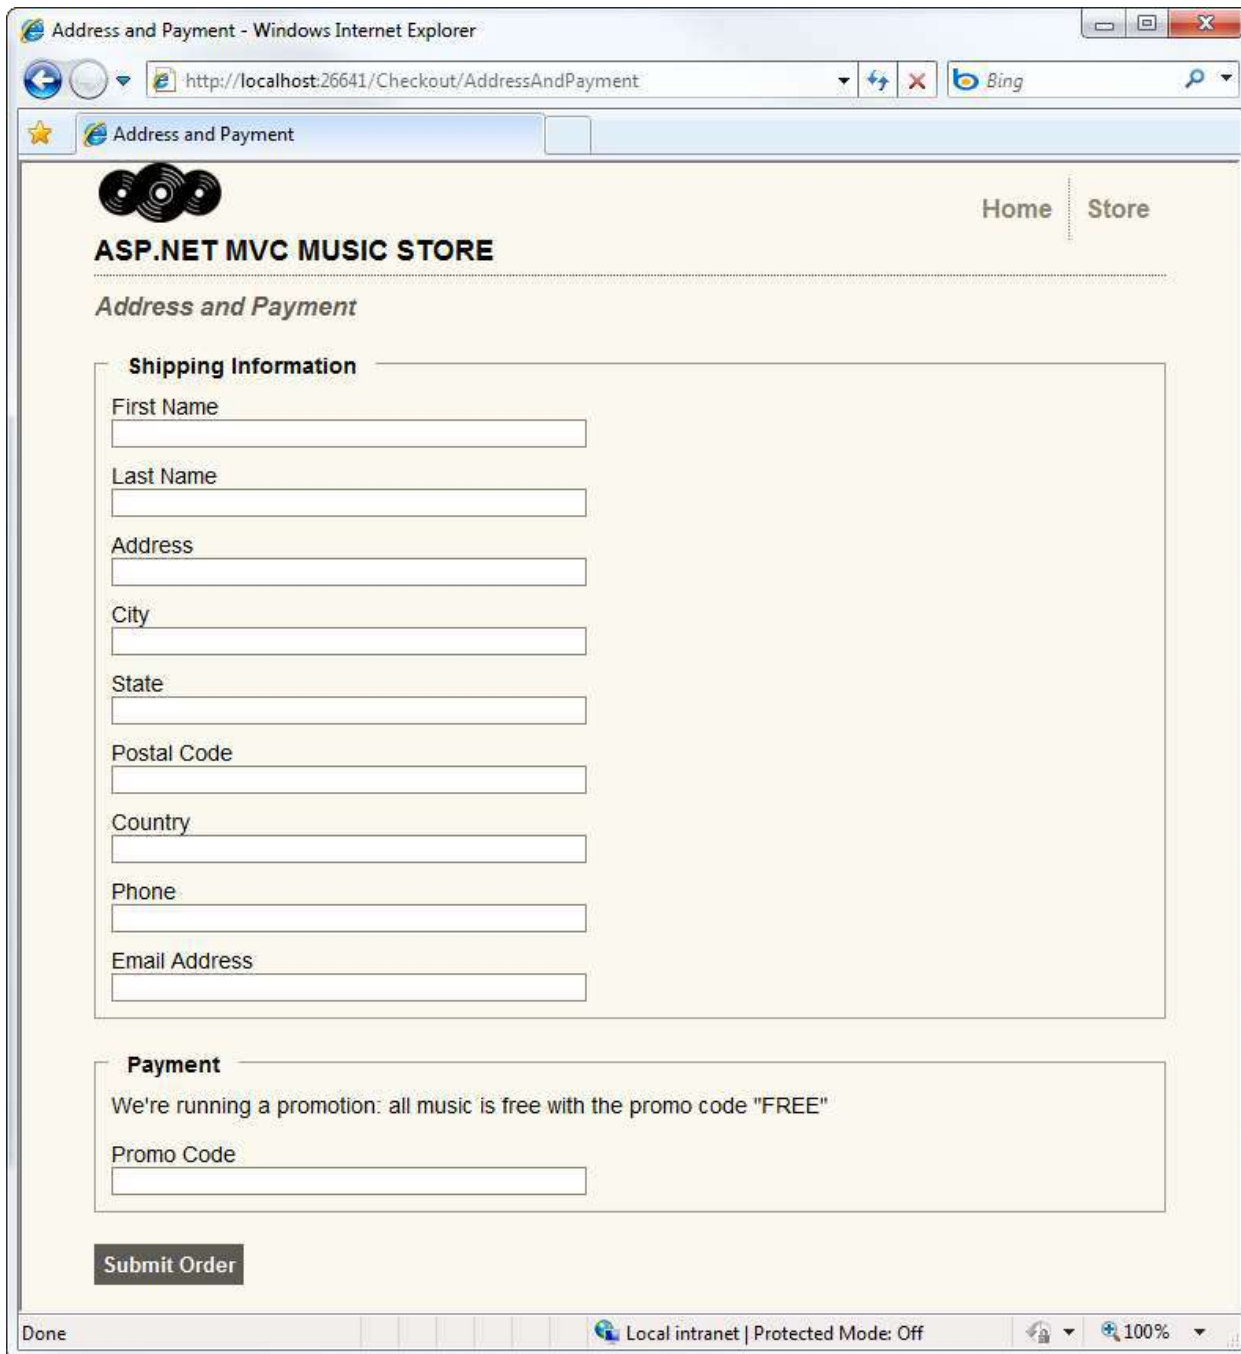 Address and Payment - Windows Internet Explorer
http://localhost:26641/Checkout/AddressAndPayment
Bing
Address and Payment
Home Store
ASP.NET MVC MUSIC STORE
Address and Payment
Shipping Information
First Name
Last Name
Address
City
State
Postal Code
Country
Phone
Email Address
Payment
We're running a promotion: all music is free with the promo code "FREE"
Promo Code
Submit Order
Done Local intranet | Protected Mode: Off 100%